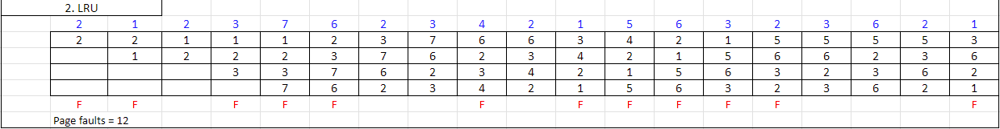 2. LRU
2 1 2 3 7 6 2 3 4 2 1 5 6 3 2 3 6 2 1
2 2 1 1 1 2 3 7 6 6 3 4 2 1 5 5 5 5 3
1 2 2 2 3 7 6 2 3 4 2 1 5 6 6 2 3 6
3 3 7 6 2 3 4 2 1 5 6 3 2 3 6 2
7 6 2 3 4 2 1 5 6 3 2 3 6 2 1
F F F F F F F F F F F F
Page faults = 12